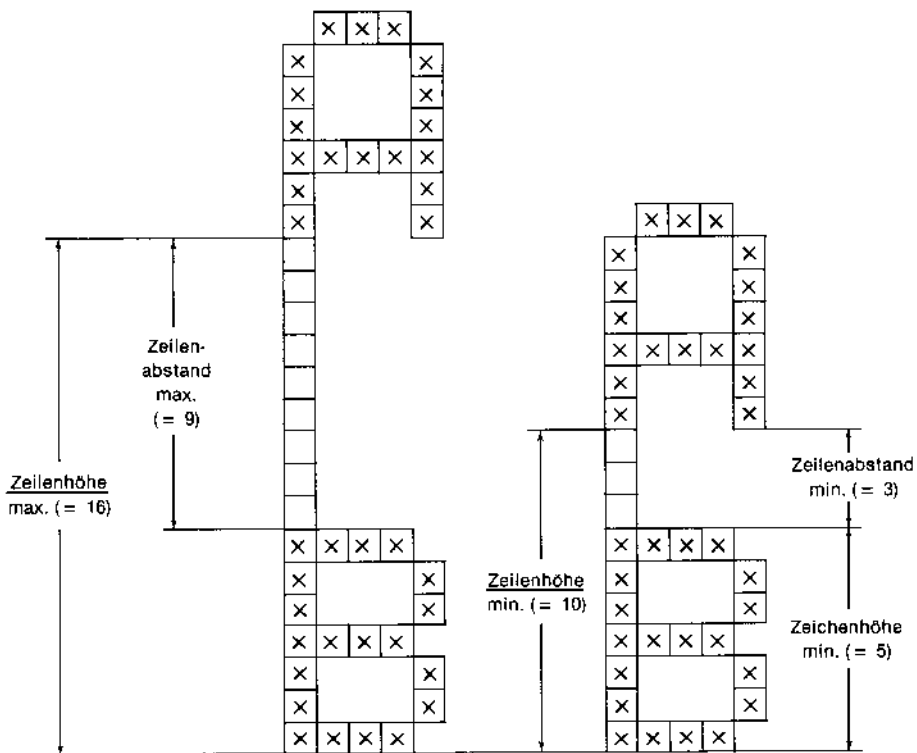 Zeilen-
abstand
max.
(= 9)
Zeilenhöhe
max. (= 16)
Zeilenabstand
min. (= 3)
Zeilenhöhe
min. (= 10)
Zeichenhöhe
min. (= 5)